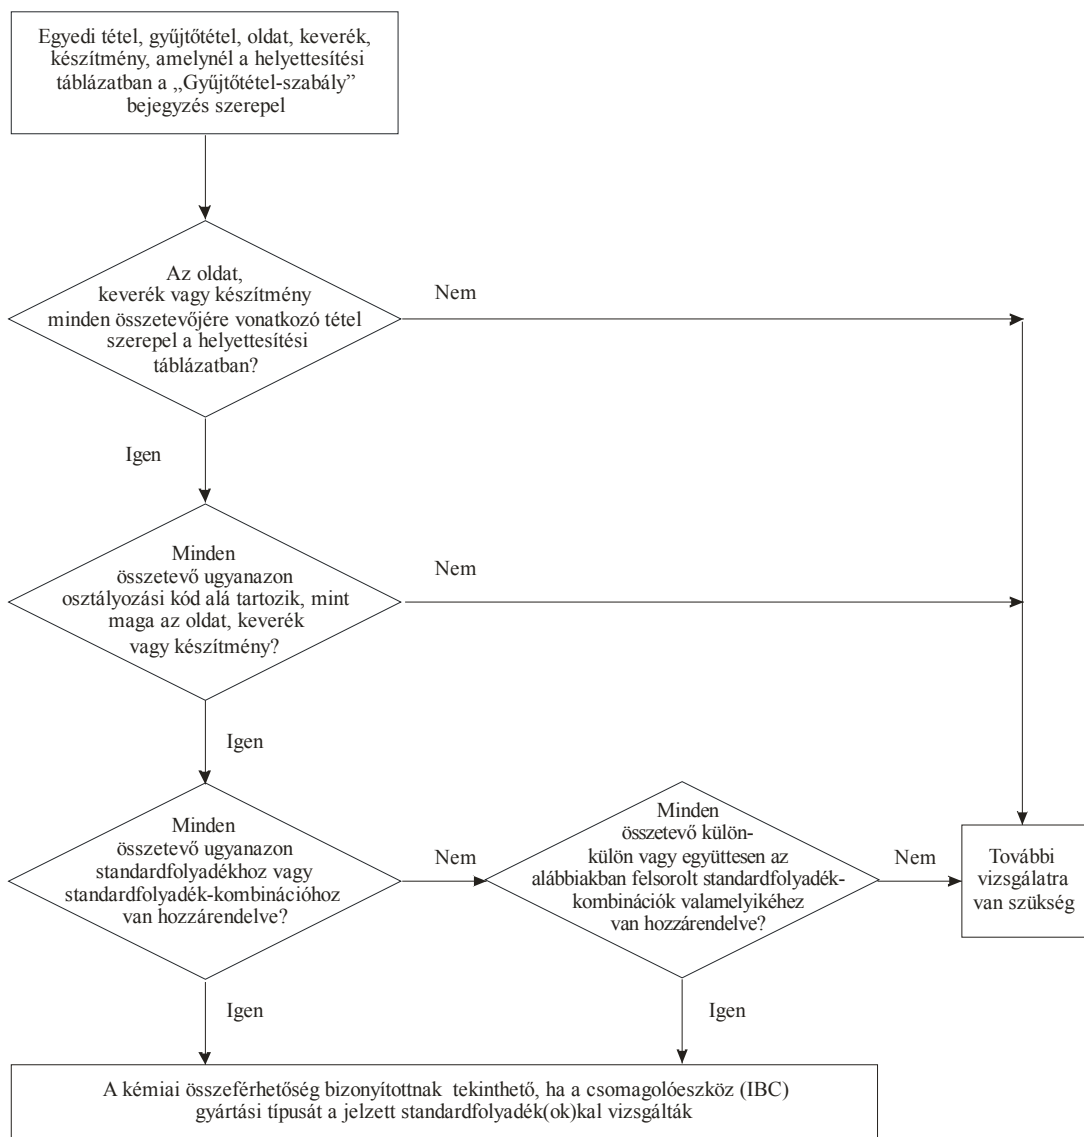 Egyedi tétel, gyűjtőtétel, oldat, keverék,
készítmény, amelynél a helyettesítési
táblázatban a „Gyűjtőtétel-szabály”
bejegyzés szerepel
Az oldat,
keverék vagy készítmény
minden összetevőjére vonatkozó tétel
szerepel a helyettesítési
táblázatban?
Nem
Igen
Minden
összetevő ugyanazon
osztályozási kód alá tartozik, mint
maga az oldat, keverék
vagy készítmény?
Nem
Igen
Minden
összetevő ugyanazon
standardfolyadékhoz vagy
standardfolyadék-kombinációhoz
van hozzárendelve?
Nem
Minden
összetevő külön-
külön vagy együttesen az
alábbiakban felsorolt standardfolyadék-
kombinációk valamelyikéhez
van hozzárendelve?
Nem
További
vizsgálatra
van szükség
Igen
Igen
A kémiai összeférhetőség bizonyítottnak tekinthető, ha a csomagolóeszköz (IBC)
gyártási típusát a jelzett standardfolyadék(ok)kal vizsgálták